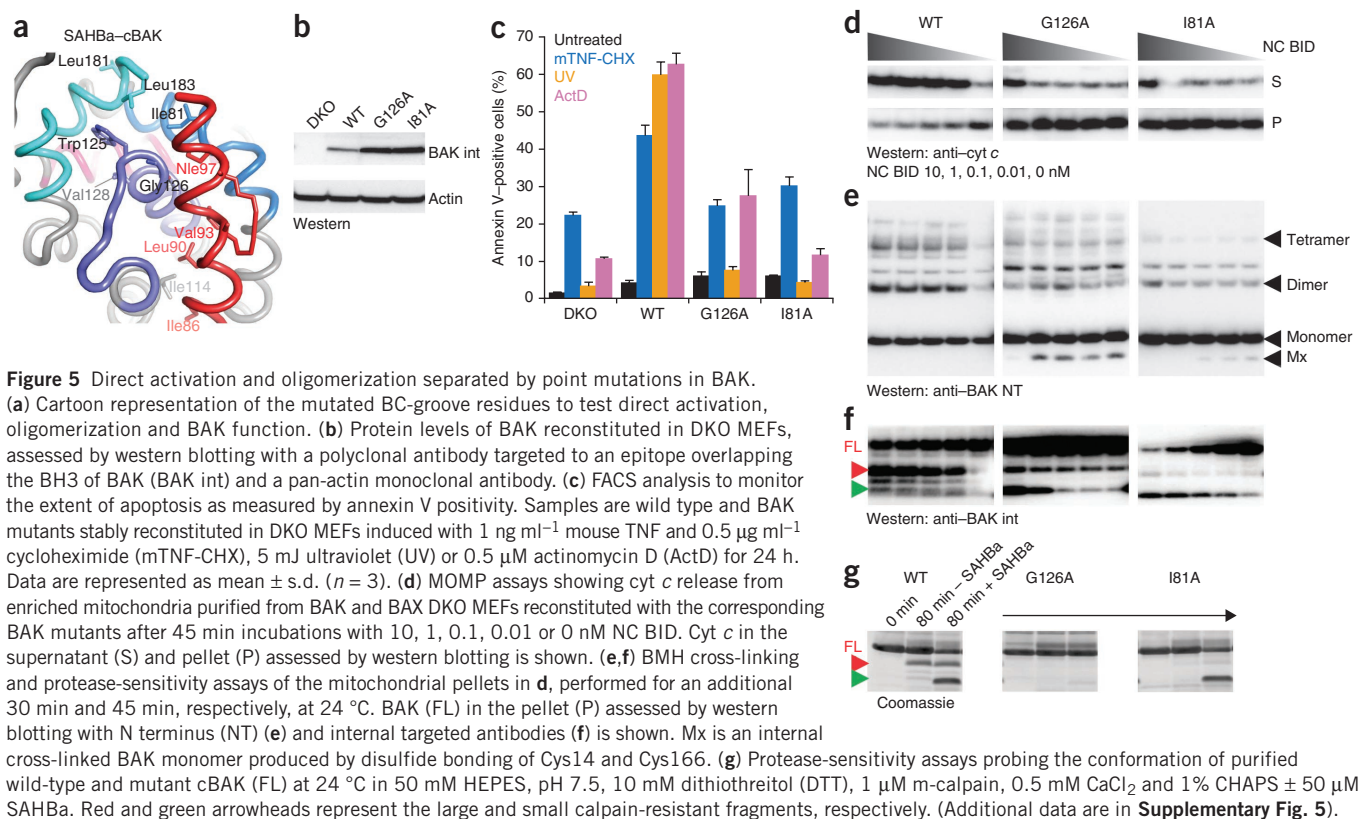 a
SAHBa–cBAK
Leu181
Leu183
Ile81
Trp125
Nle97
Val128
Gly126
Val93
Leu90
Ile114
Ile86
b
DKO
WT
G126A
I81A
BAK int
Actin
Western
c
Untreated
mTNF-CHX
UV
ActD
Annexin V–positive cells (%)
70
60
50
40
30
20
10
0
DKO
WT
G126A
I81A
d
WT
G126A
I81A
NC BID
S
P
Western: anti–cyt c
NC BID 10, 1, 0.1, 0.01, 0 nM
e
Tetramer
Dimer
Monomer
Mx
Western: anti–BAK NT
f
FL
Western: anti–BAK int
g
WT
G126A
I81A
0 min
80 min – SAHBa
80 min + SAHBa
FL
Coomassie
Figure 5 Direct activation and oligomerization separated by point mutations in BAK.
(a) Cartoon representation of the mutated BC-groove residues to test direct activation,
oligomerization and BAK function. (b) Protein levels of BAK reconstituted in DKO MEFs,
assessed by western blotting with a polyclonal antibody targeted to an epitope overlapping
the BH3 of BAK (BAK int) and a pan-actin monoclonal antibody. (c) FACS analysis to monitor
the extent of apoptosis as measured by annexin V positivity. Samples are wild type and BAK
mutants stably reconstituted in DKO MEFs induced with 1 ng ml⁻¹ mouse TNF and 0.5 μg ml⁻¹
cycloheximide (mTNF-CHX), 5 mJ ultraviolet (UV) or 0.5 μM actinomycin D (ActD) for 24 h.
Data are represented as mean ± s.d. (n = 3). (d) MOMP assays showing cyt c release from
enriched mitochondria purified from BAK and BAX DKO MEFs reconstituted with the corresponding
BAK mutants after 45 min incubations with 10, 1, 0.1, 0.01 or 0 nM NC BID. Cyt c in the
supernatant (S) and pellet (P) assessed by western blotting is shown. (e,f) BMH cross-linking
and protease-sensitivity assays of the mitochondrial pellets in d, performed for an additional
30 min and 45 min, respectively, at 24 °C. BAK (FL) in the pellet (P) assessed by western
blotting with N terminus (NT) (e) and internal targeted antibodies (f) is shown. Mx is an internal
cross-linked BAK monomer produced by disulfide bonding of Cys14 and Cys166. (g) Protease-sensitivity assays probing the conformation of purified
wild-type and mutant cBAK (FL) at 24 °C in 50 mM HEPES, pH 7.5, 10 mM dithiothreitol (DTT), 1 μM m-calpain, 0.5 mM CaCl₂ and 1% CHAPS ± 50 μM
SAHBa. Red and green arrowheads represent the large and small calpain-resistant fragments, respectively. (Additional data are in Supplementary Fig. 5).